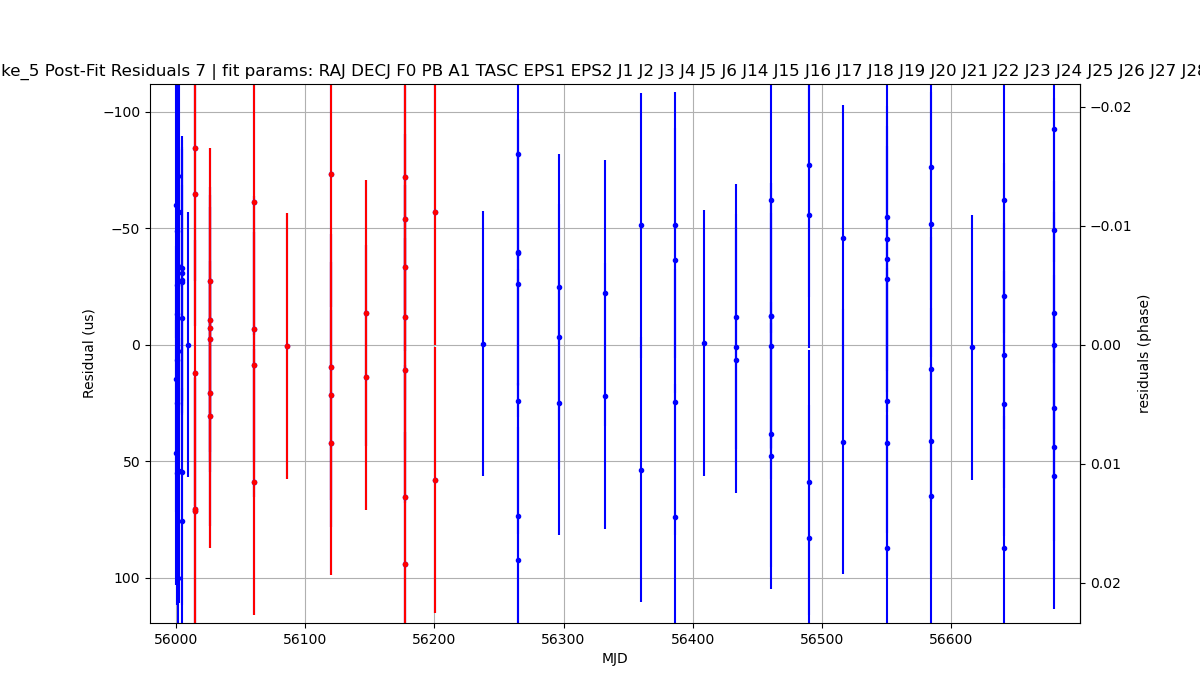 ke_5 Post-Fit Residuals 7 | fit params: RAJ DECJ F0 PB A1 TASC EPS1 EPS2 J1 J2 J3 J4 J5 J6 J14 J15 J16 J17 J18 J19 J20 J21 J22 J23 J24 J25 J26 J27 J28
−100
−50
0
50
100
Residual (us)
−0.02
−0.01
0.00
0.01
0.02
residuals (phase)
56000 56100 56200 56300 56400 56500 56600
MJD